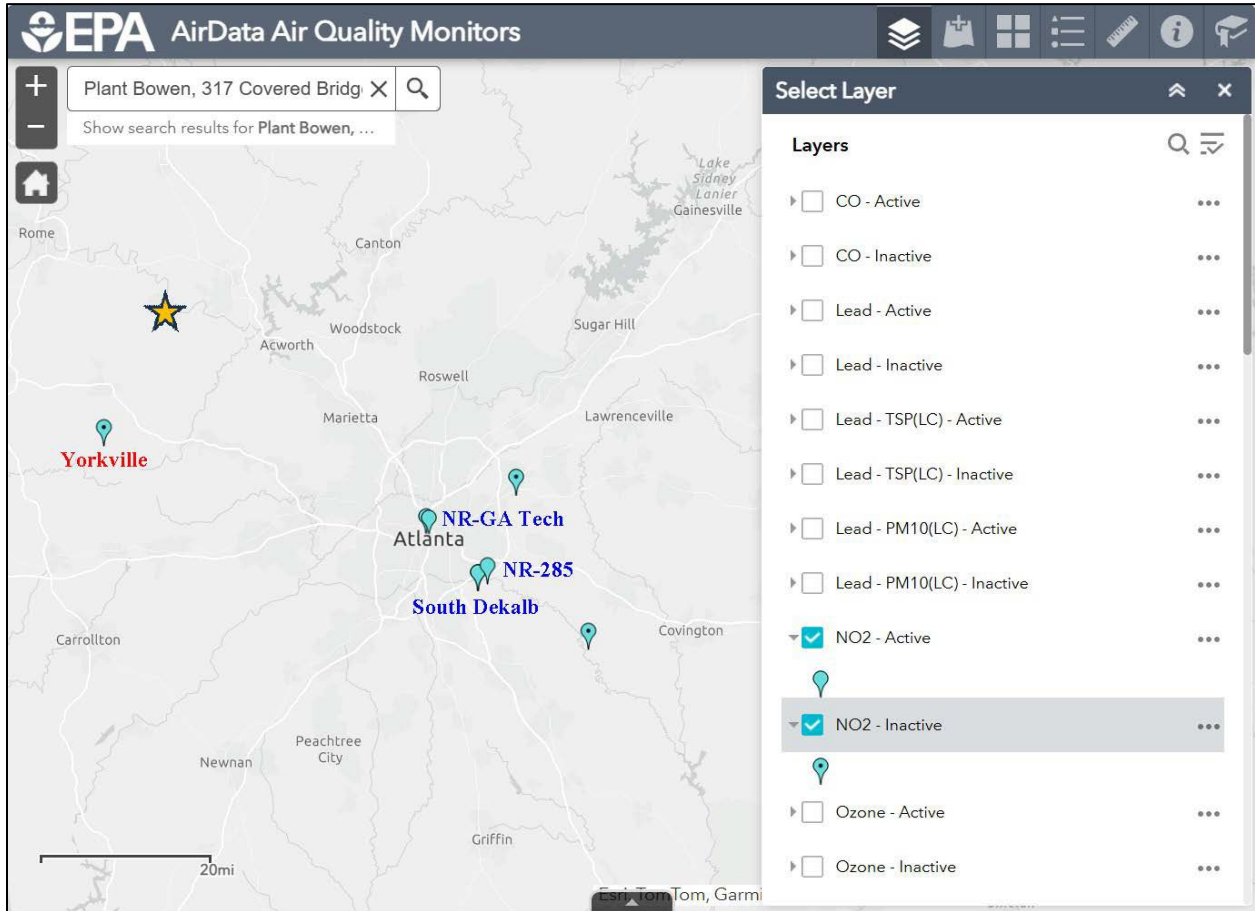 EPA AirData Air Quality Monitors
+
−
Plant Bowen, 317 Covered Bridg
Show search results for Plant Bowen, ...
Select Layer
Layers
CO - Active
CO - Inactive
Lead - Active
Lead - Inactive
Lead - TSP(LC) - Active
Lead - TSP(LC) - Inactive
Lead - PM10(LC) - Active
Lead - PM10(LC) - Inactive
NO2 - Active
NO2 - Inactive
Ozone - Active
Ozone - Inactive
Lake
Sidney
Lanier
Gainesville
Rome
Canton
Woodstock
Sugar Hill
Acworth
Roswell
Marietta
Lawrenceville
Yorkville
NR-GA Tech
Atlanta
NR-285
South Dekalb
Covington
Carrollton
Peachtree
City
Newnan
Griffin
20mi
Esri, TomTom, Garmi